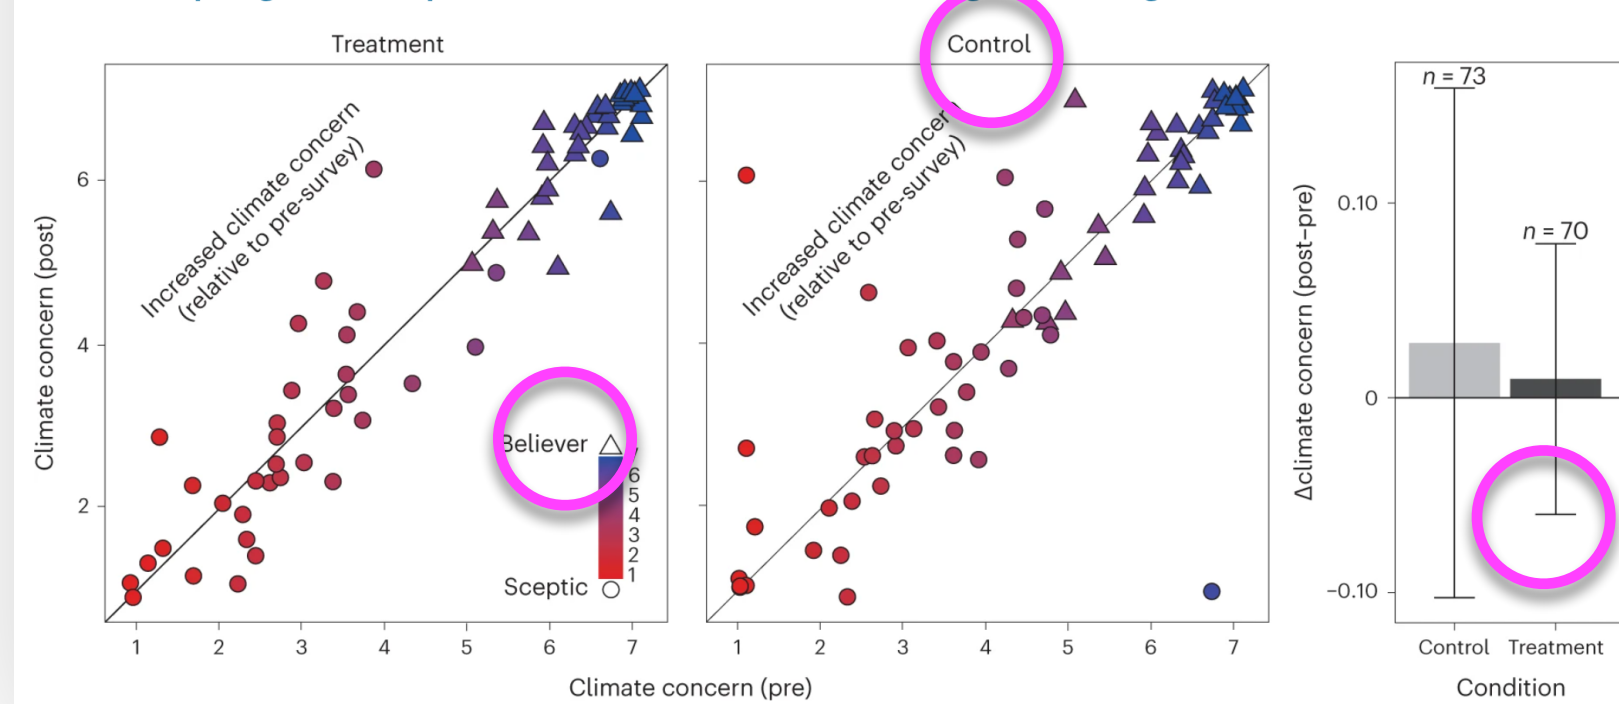 Treatment
Control
Increased climate concern
(relative to pre-survey)
Increased climate concern
(relative to pre-survey)
Climate concern (post)
6
4
2
Believer
6
5
4
3
2
1
Sceptic
1 2 3 4 5 6 7
1 2 3 4 5 6 7
Climate concern (pre)
n = 73
n = 70
Δclimate concern (post–pre)
0.10
0
–0.10
Control Treatment
Condition